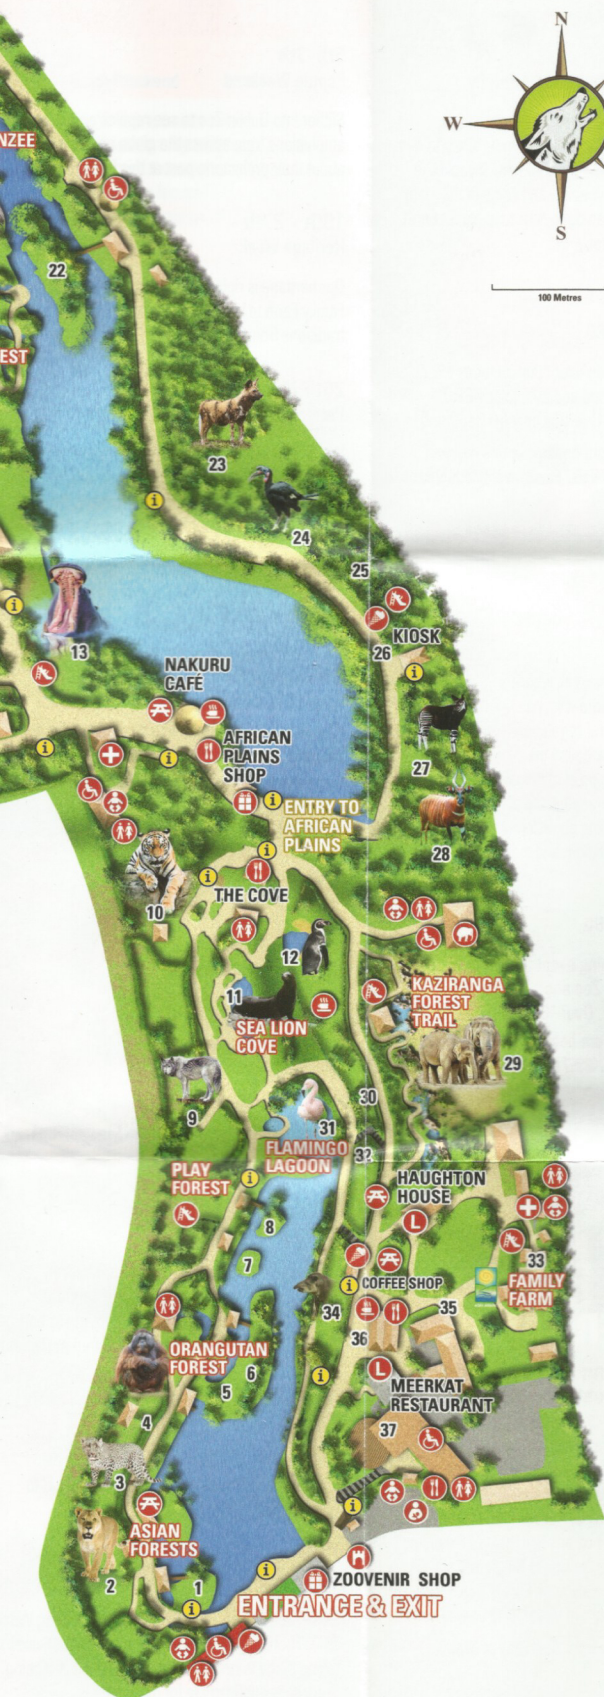 N
W
S
100 Metres
NZEE
22
EST
23
24
25
26
KIOSK
13
NAKURU
CAFÉ
AFRICAN
PLAINS
SHOP
27
ENTRY TO
AFRICAN
PLAINS
28
THE COVE
10
12
11
SEA LION
COVE
KAZIRANGA
FOREST
TRAIL
29
9
30
31
FLAMINGO
LAGOON
32
PLAY
FOREST
HAUGHTON
HOUSE
L
8
7
33
FAMILY
FARM
COFFEE SHOP
34
35
36
ORANGUTAN
FOREST
6
5
L
MEERKAT
RESTAURANT
4
37
3
ASIAN
FORESTS
2
1
ZOOVENIR SHOP
ENTRANCE & EXIT